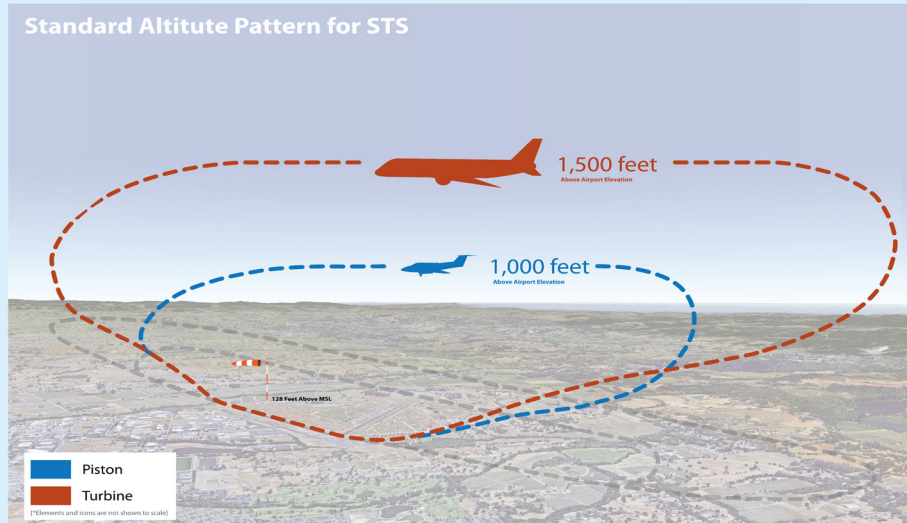 Standard Altitute Pattern for STS
1,500 feet
Above Airport Elevation
1,000 feet
Above Airport Elevation
128 Feet Above MSL
Piston
Turbine
(*Elements and icons are not shown to scale)